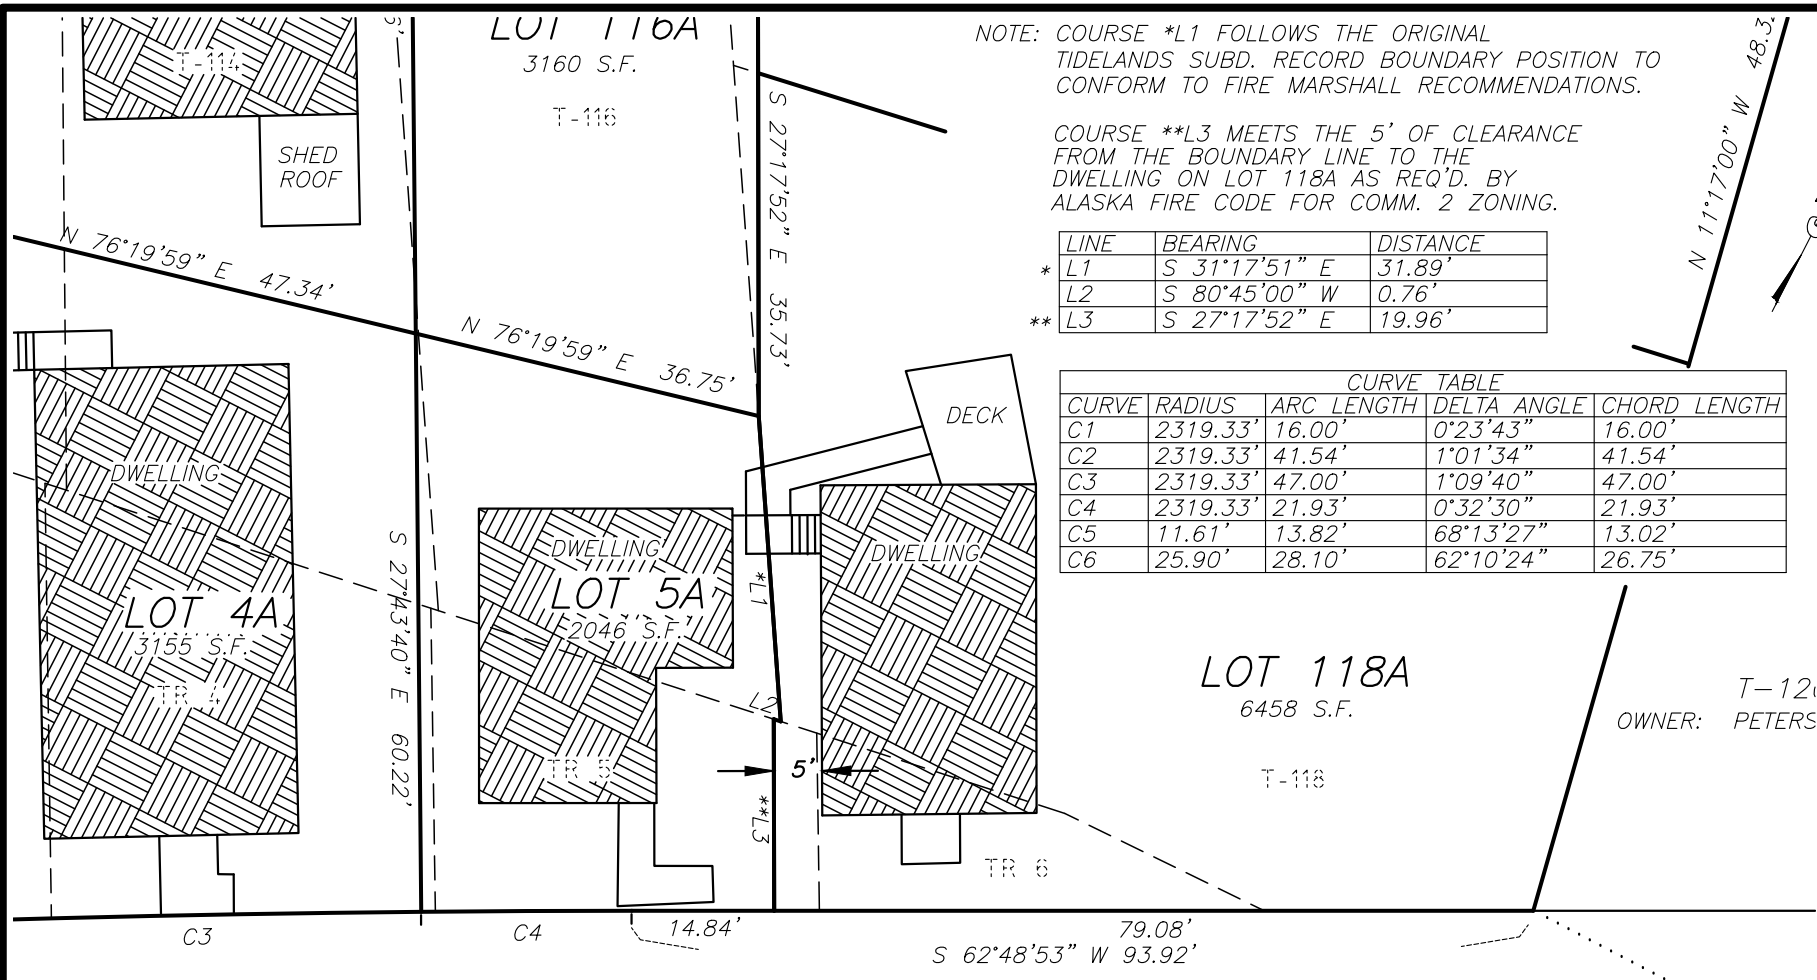 LOT 116A
3160 S.F.
T-116
T-114
SHED
ROOF
NOTE: COURSE *L1 FOLLOWS THE ORIGINAL
TIDELANDS SUBD. RECORD BOUNDARY POSITION TO
CONFORM TO FIRE MARSHALL RECOMMENDATIONS.
COURSE **L3 MEETS THE 5' OF CLEARANCE
FROM THE BOUNDARY LINE TO THE
DWELLING ON LOT 118A AS REQ'D. BY
ALASKA FIRE CODE FOR COMM. 2 ZONING.
LINE BEARING DISTANCE
* L1 S 31°17'51" E 31.89'
L2 S 80°45'00" W 0.76'
** L3 S 27°17'52" E 19.96'
CURVE TABLE
CURVE RADIUS ARC LENGTH DELTA ANGLE CHORD LENGTH
C1 2319.33' 16.00' 0°23'43" 16.00'
C2 2319.33' 41.54' 1°01'34" 41.54'
C3 2319.33' 47.00' 1°09'40" 47.00'
C4 2319.33' 21.93' 0°32'30" 21.93'
C5 11.61' 13.82' 68°13'27" 13.02'
C6 25.90' 28.10' 62°10'24" 26.75'
N 11°17'00" W 48.3
S 27°17'52" E 35.73'
N 76°19'59" E 47.34'
N 76°19'59" E 36.75'
DECK
DWELLING
LOT 4A
3155 S.F.
TR 4
S 27°43'40" E 60.22'
DWELLING
LOT 5A
2046 S.F.
TR 5
*L1
L2
5'
**L3
DWELLING
LOT 118A
6458 S.F.
T-118
TR 6
T-12
OWNER: PETERS
C3
C4
14.84'
79.08'
S 62°48'53" W 93.92'